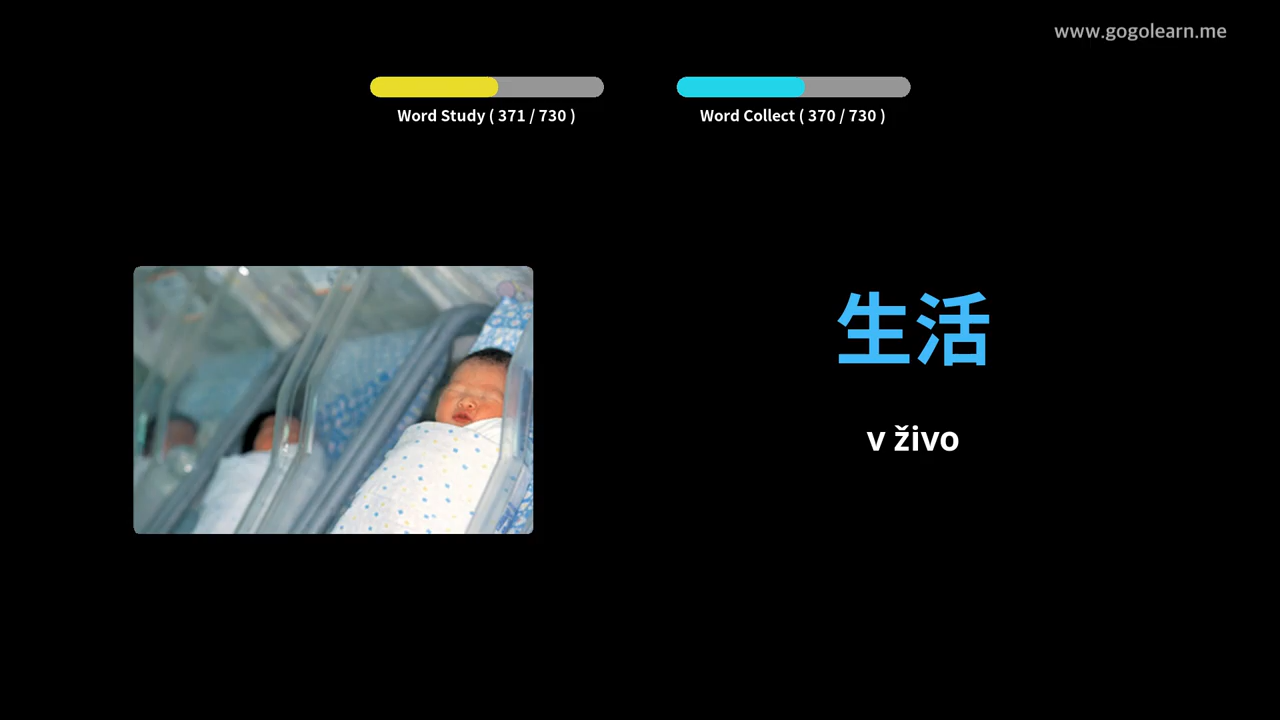 www.gogolearn.me
Word Study ( 371 / 730 )
Word Collect ( 370 / 730 )
生活
v živo